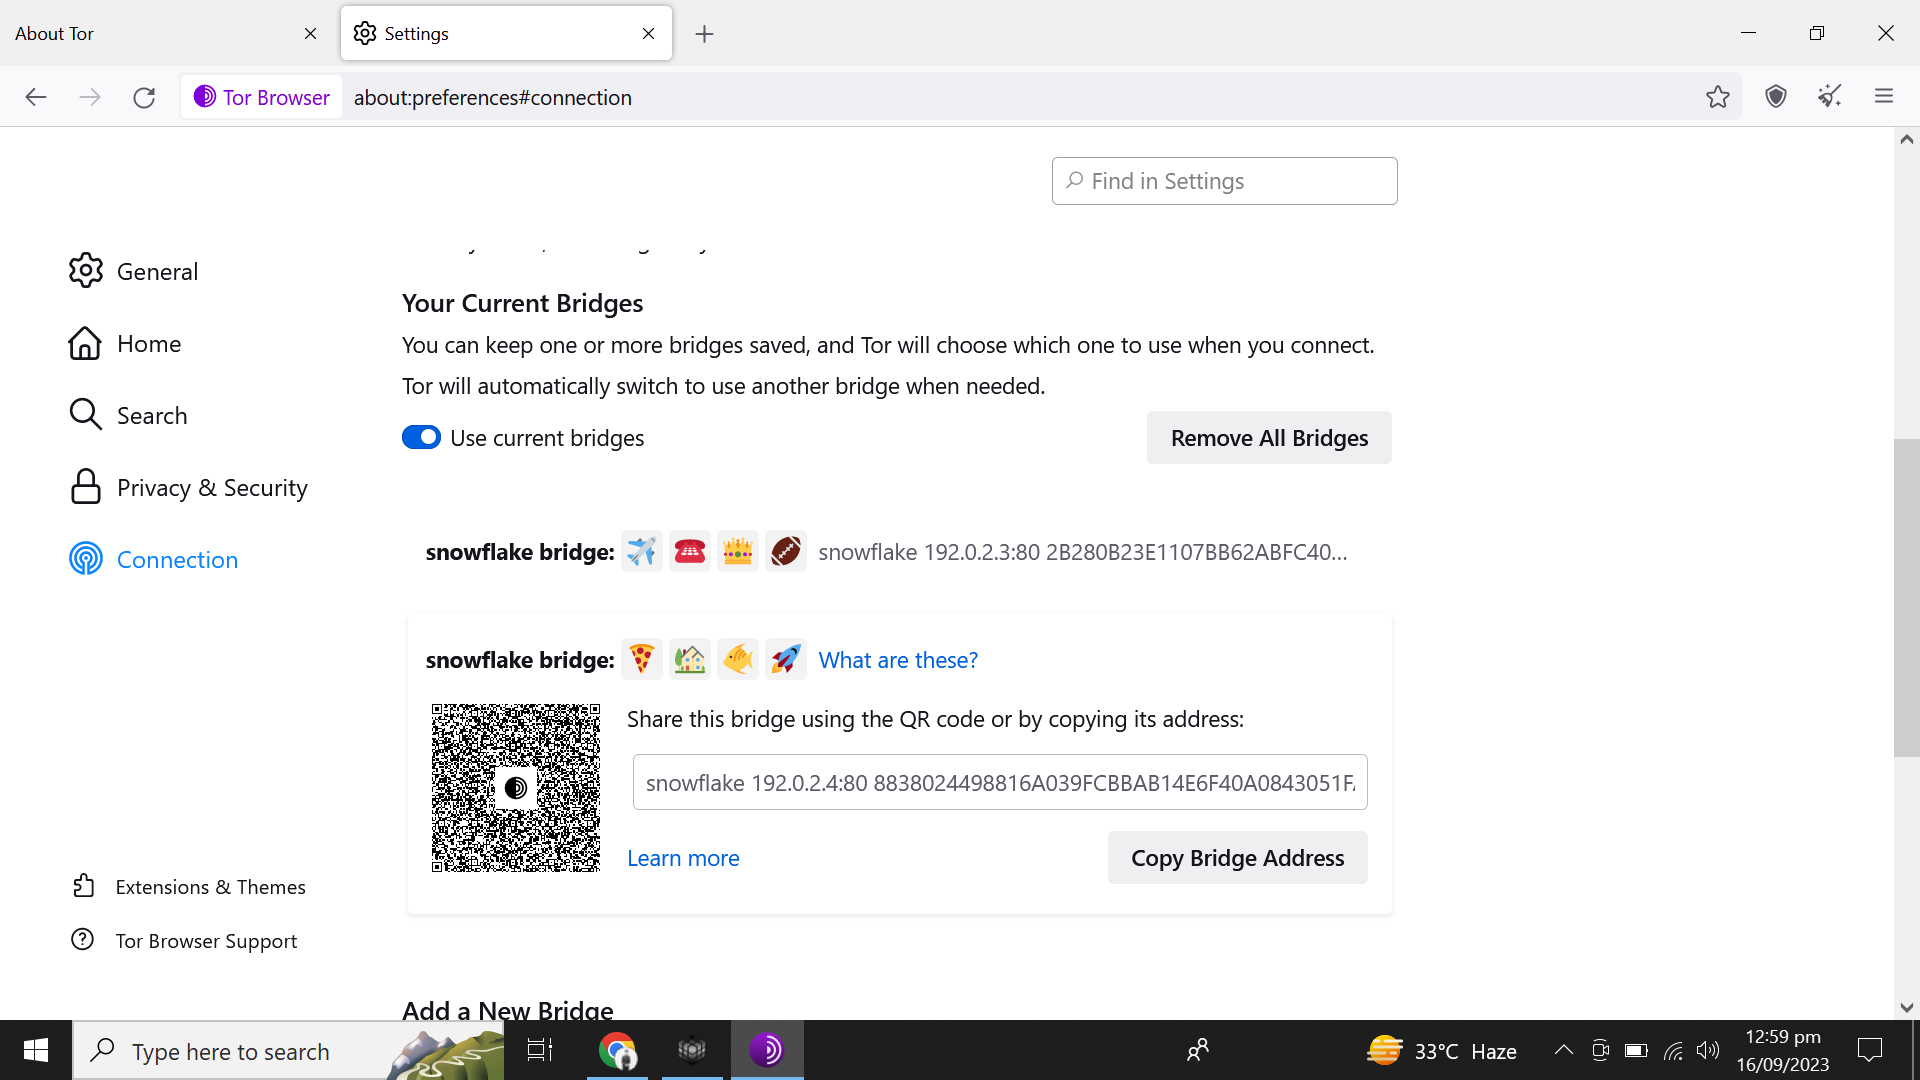 About Tor
Settings
Tor Browser
about:preferences#connection
Find in Settings
General
Home
Search
Privacy & Security
Connection
Extensions & Themes
Tor Browser Support
Your Current Bridges
You can keep one or more bridges saved, and Tor will choose which one to use when you connect.
Tor will automatically switch to use another bridge when needed.
Use current bridges
Remove All Bridges
snowflake bridge: snowflake 192.0.2.3:80 2B280B23E1107BB62ABFC40...
snowflake bridge: What are these?
Share this bridge using the QR code or by copying its address:
snowflake 192.0.2.4:80 8838024498816A039FCBBAB14E6F40A0843051F
Learn more
Copy Bridge Address
Add a New Bridge
Type here to search
33°C Haze
12:59 pm
16/09/2023